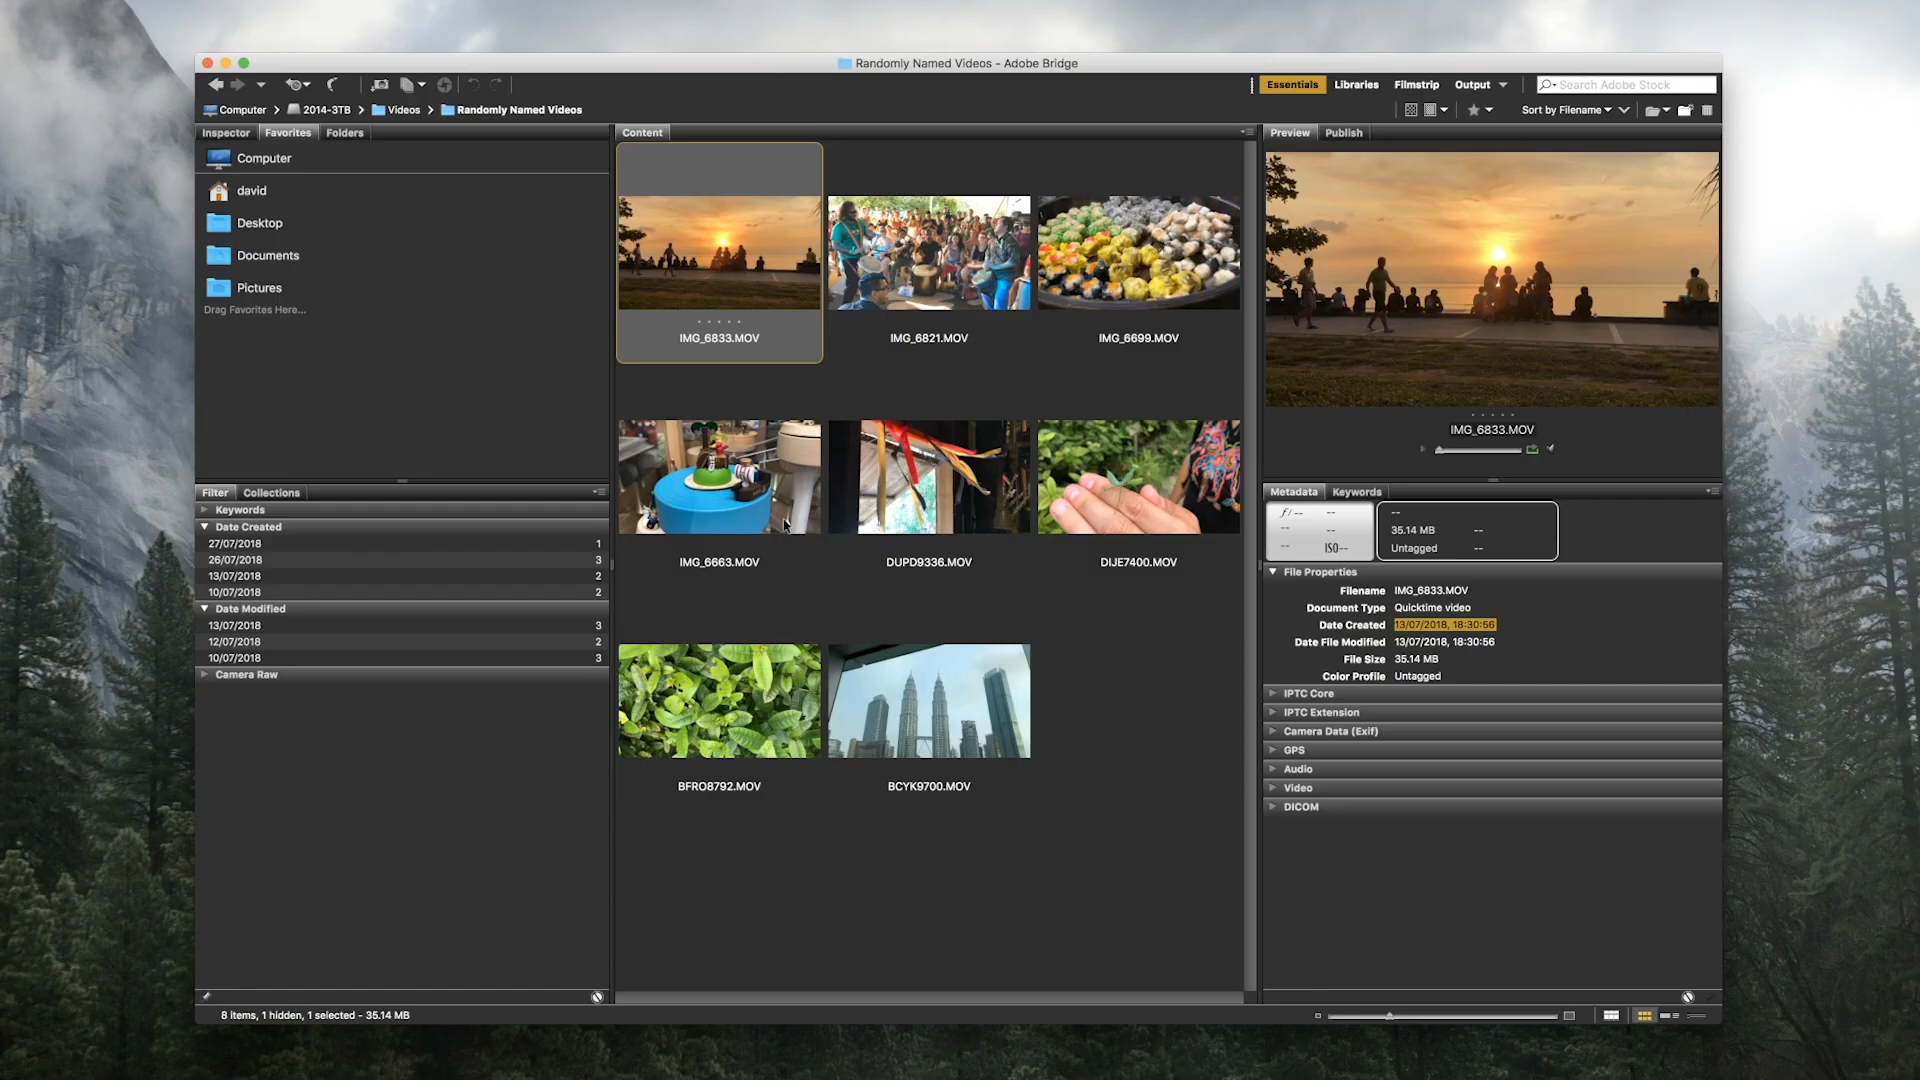 Randomly Named Videos - Adobe Bridge
Essentials Libraries Filmstrip Output Search Adobe Stock
Computer 2014-3TB Videos Randomly Named Videos Sort by Filename
Inspector Favorites Folders
Computer
david
Desktop
Documents
Pictures
Drag Favorites Here...
Filter Collections
Keywords
Date Created
27/07/2018 1
26/07/2018 3
13/07/2018 2
10/07/2018 2
Date Modified
13/07/2018 3
12/07/2018 2
10/07/2018 3
Camera Raw
Content
IMG_6833.MOV IMG_6821.MOV IMG_6699.MOV
IMG_6663.MOV DUPD9336.MOV DIJE7400.MOV
BFRO8792.MOV BCYK9700.MOV
Preview Publish
IMG_6833.MOV
Metadata Keywords
f/-- -- --
-- -- 35.14 MB --
-- ISO-- Untagged --
File Properties
Filename IMG_6833.MOV
Document Type Quicktime video
Date Created 13/07/2018, 18:30:56
Date File Modified 13/07/2018, 18:30:56
File Size 35.14 MB
Color Profile Untagged
IPTC Core
IPTC Extension
Camera Data (Exif)
GPS
Audio
Video
DICOM
8 items, 1 hidden, 1 selected - 35.14 MB